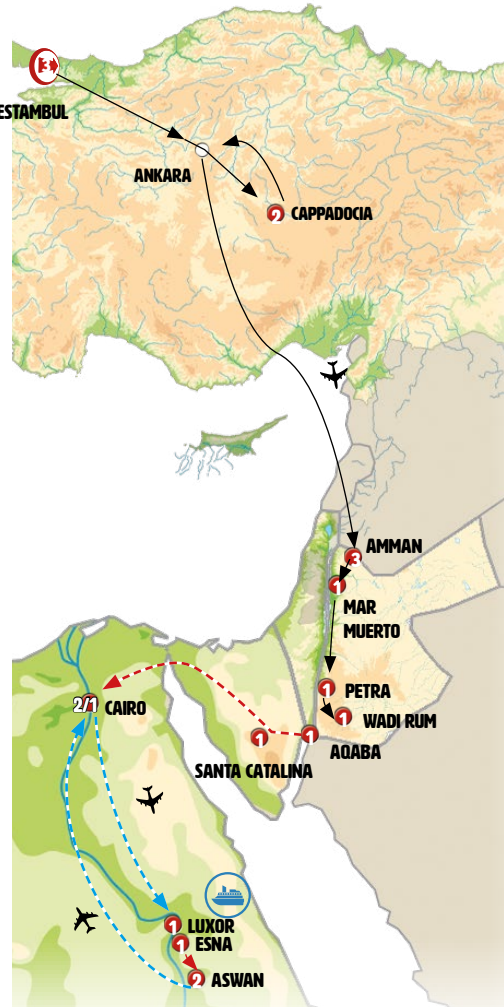 3
ESTAMBUL
ANKARA
2
CAPPADOCIA
AMMAN
3
1
MAR
MUERTO
1
PETRA
1
WADI RUM
2/1
CAIRO
1
1
AQABA
SANTA CATALINA
1
LUXOR
1
ESNA
2
ASWAN